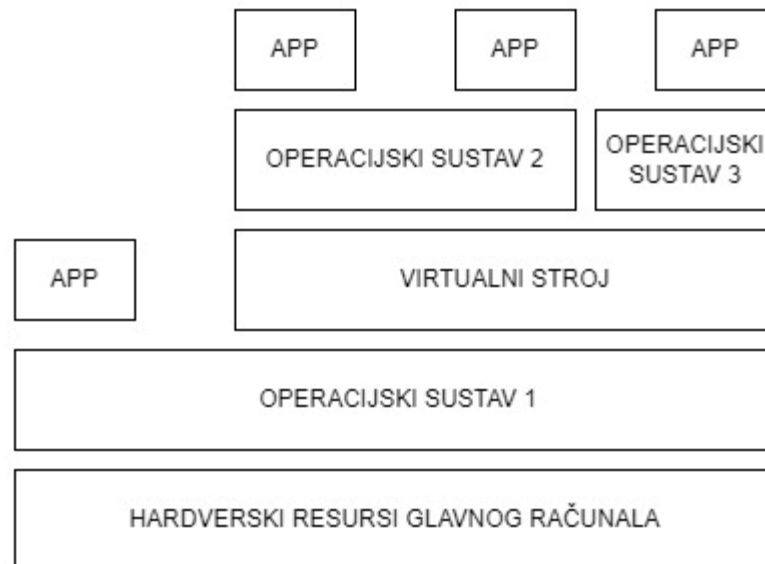 APP
APP
APP
OPERACIJSKI SUSTAV 2
OPERACIJSKI
SUSTAV 3
APP
VIRTUALNI STROJ
OPERACIJSKI SUSTAV 1
HARDVERSKI RESURSI GLAVNOG RAČUNALA